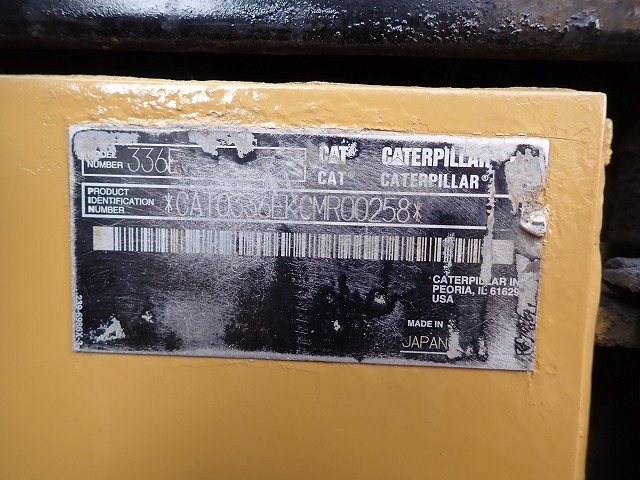 MODEL NUMBER 336E CAT CATERPILLAR
CAT CATERPILLAR
PRODUCT IDENTIFICATION NUMBER *CAT0336EKCMR00258*
CATERPILLAR IN
PEORIA, IL 61629
USA
MADE IN
JAPAN